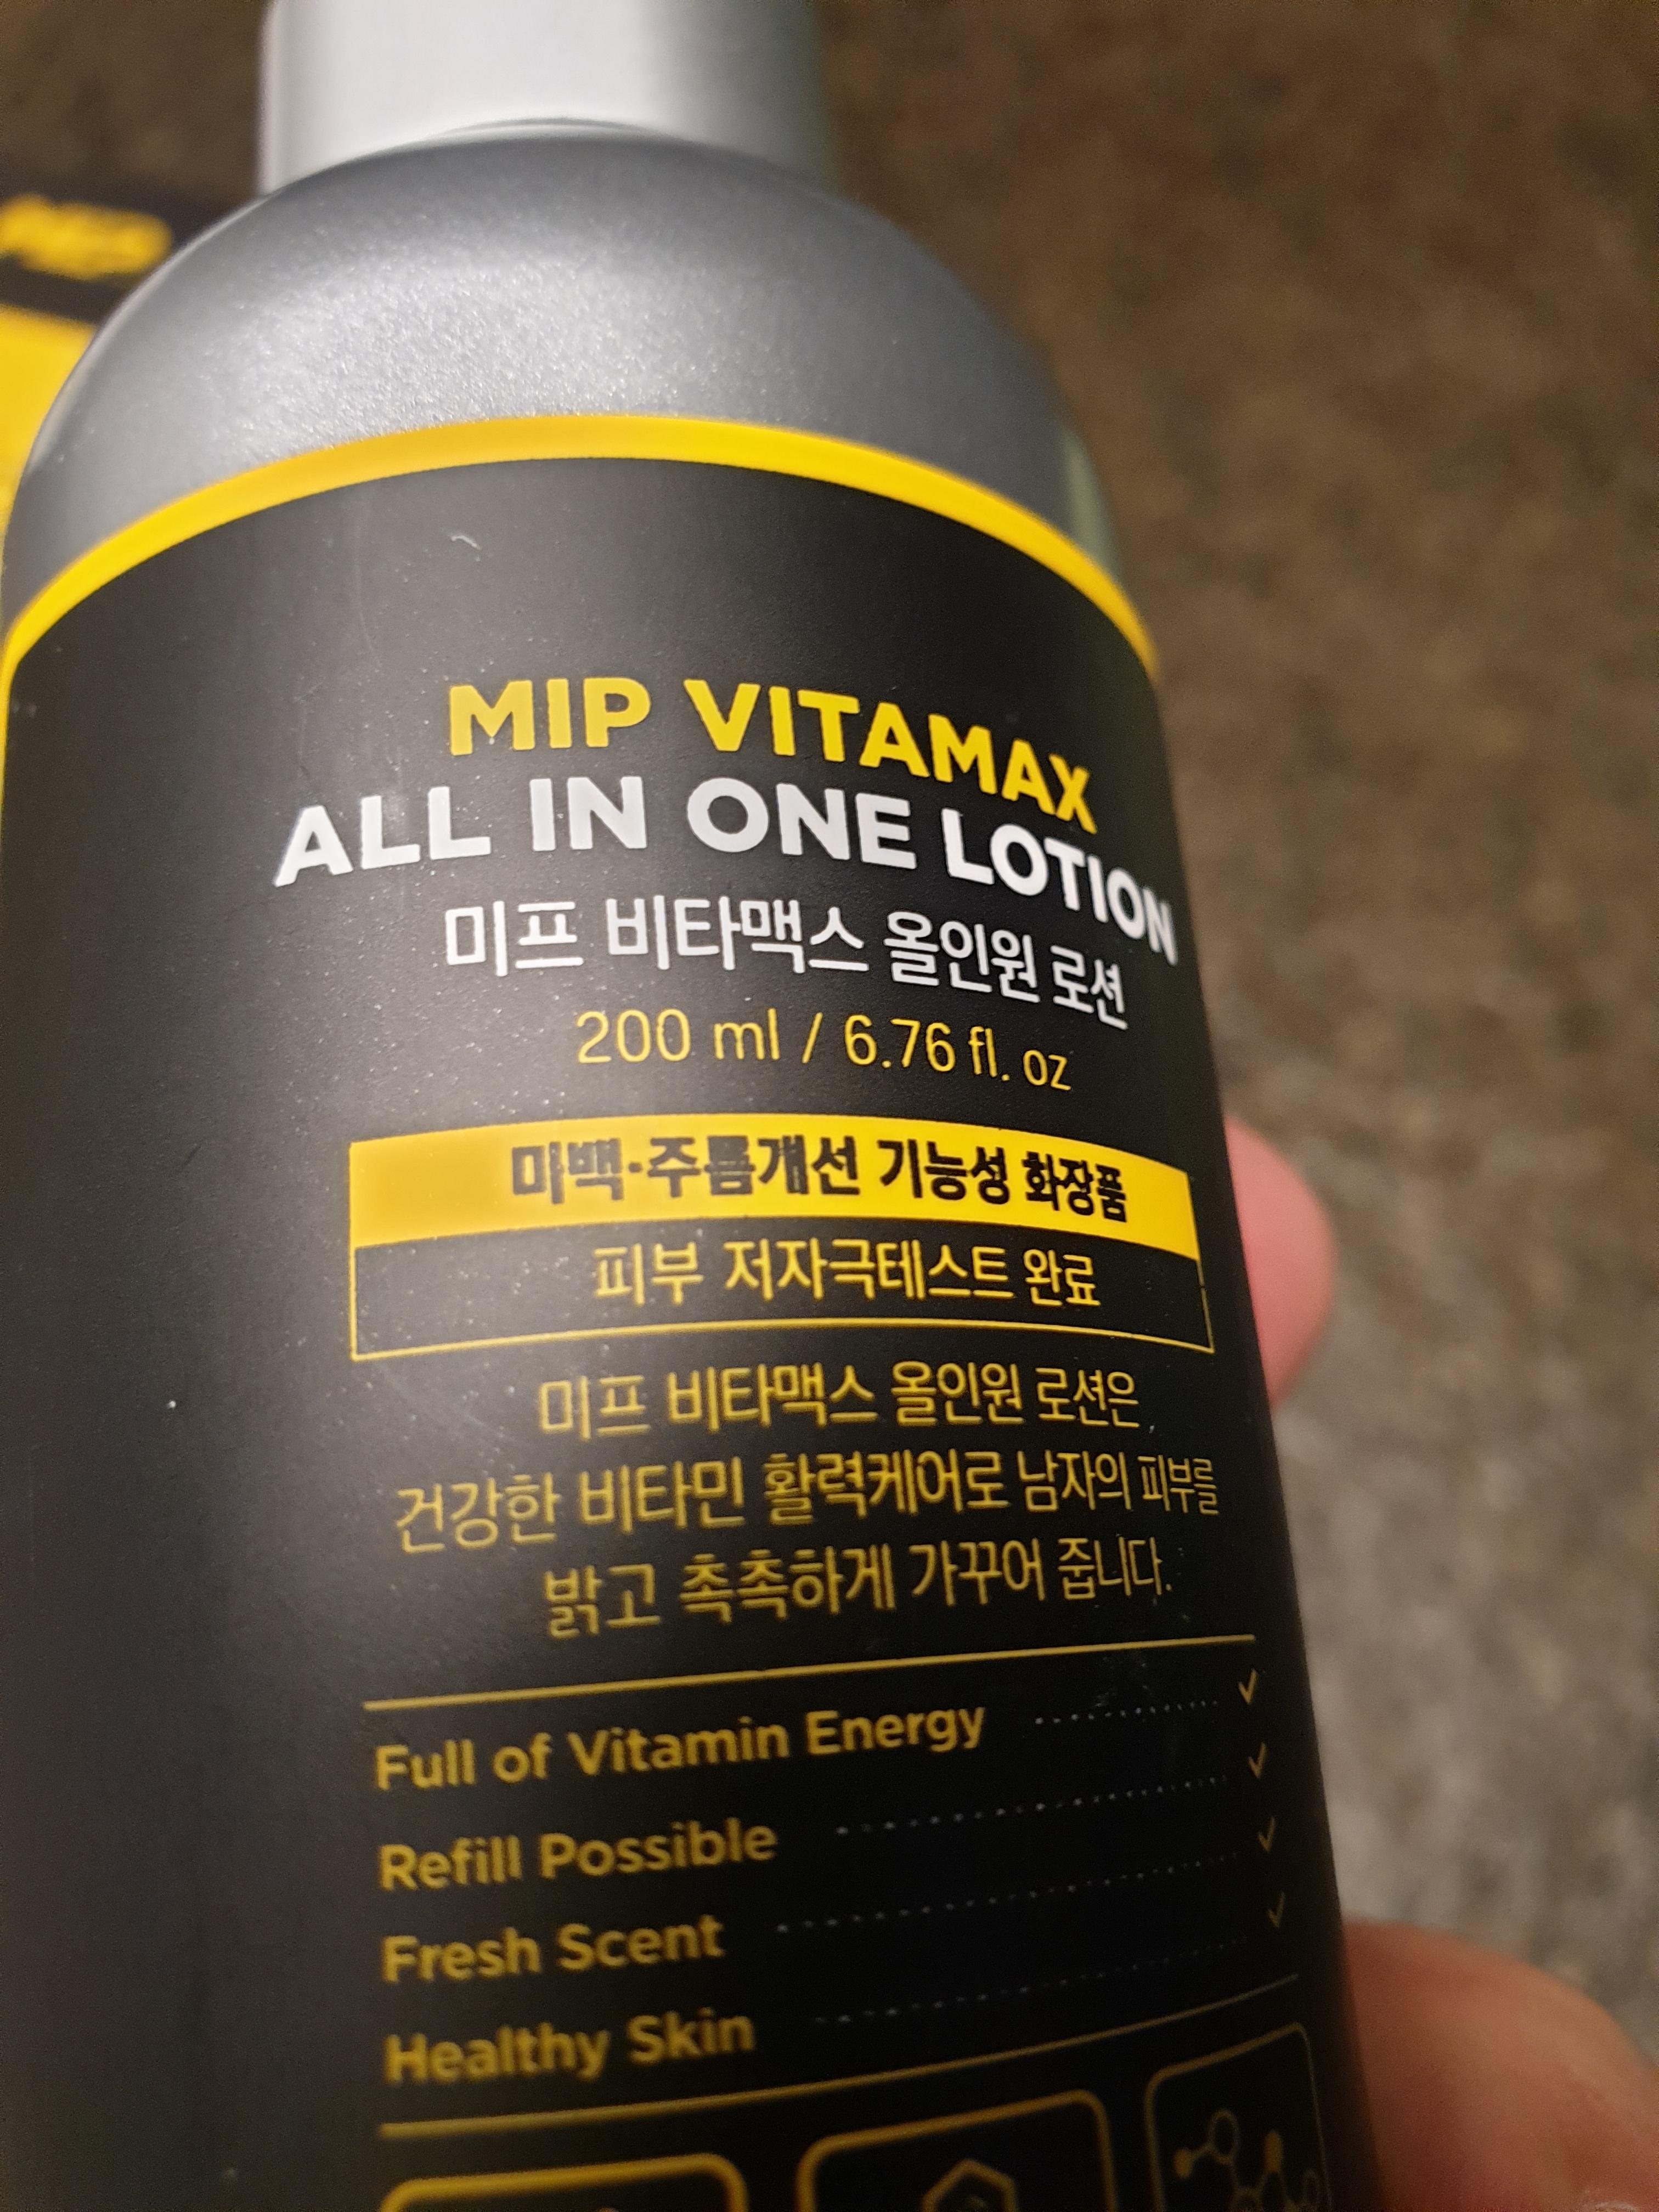 MIP VITAMAX
ALL IN ONE LOTION
미프 비타맥스 올인원 로션
200 ml / 6.76 fl. oz
미백·주름개선 기능성 화장품
피부 저자극테스트 완료
미프 비타맥스 올인원 로션은
건강한 비타민 활력케어로 남자의 피부를
밝고 촉촉하게 가꾸어 줍니다.
Full of Vitamin Energy
Refill Possible
Fresh Scent
Healthy Skin